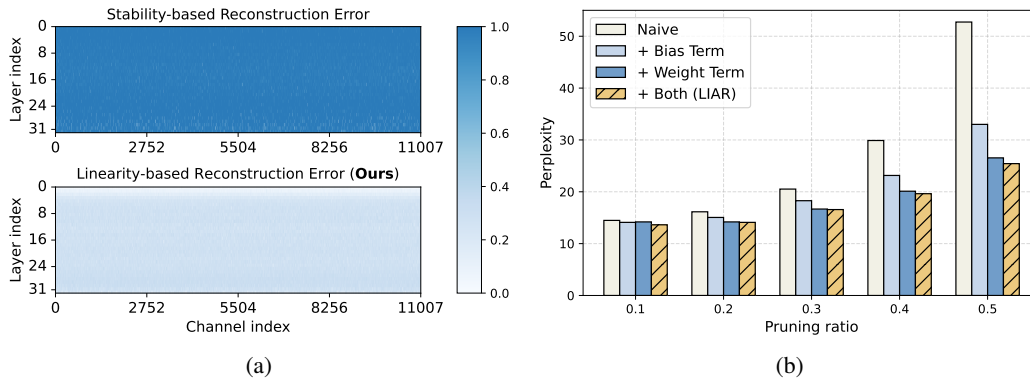 Stability-based Reconstruction Error
Layer index
0
8
16
24
31
0
2752
5504
8256
11007
Linearity-based Reconstruction Error (Ours)
Layer index
0
8
16
24
31
0
2752
5504
8256
11007
Channel index
1.0
0.8
0.6
0.4
0.2
0.0
(a)
Naive
+ Bias Term
+ Weight Term
+ Both (LIAR)
Perplexity
50
40
30
20
10
0
0.1
0.2
0.3
0.4
0.5
Pruning ratio
(b)